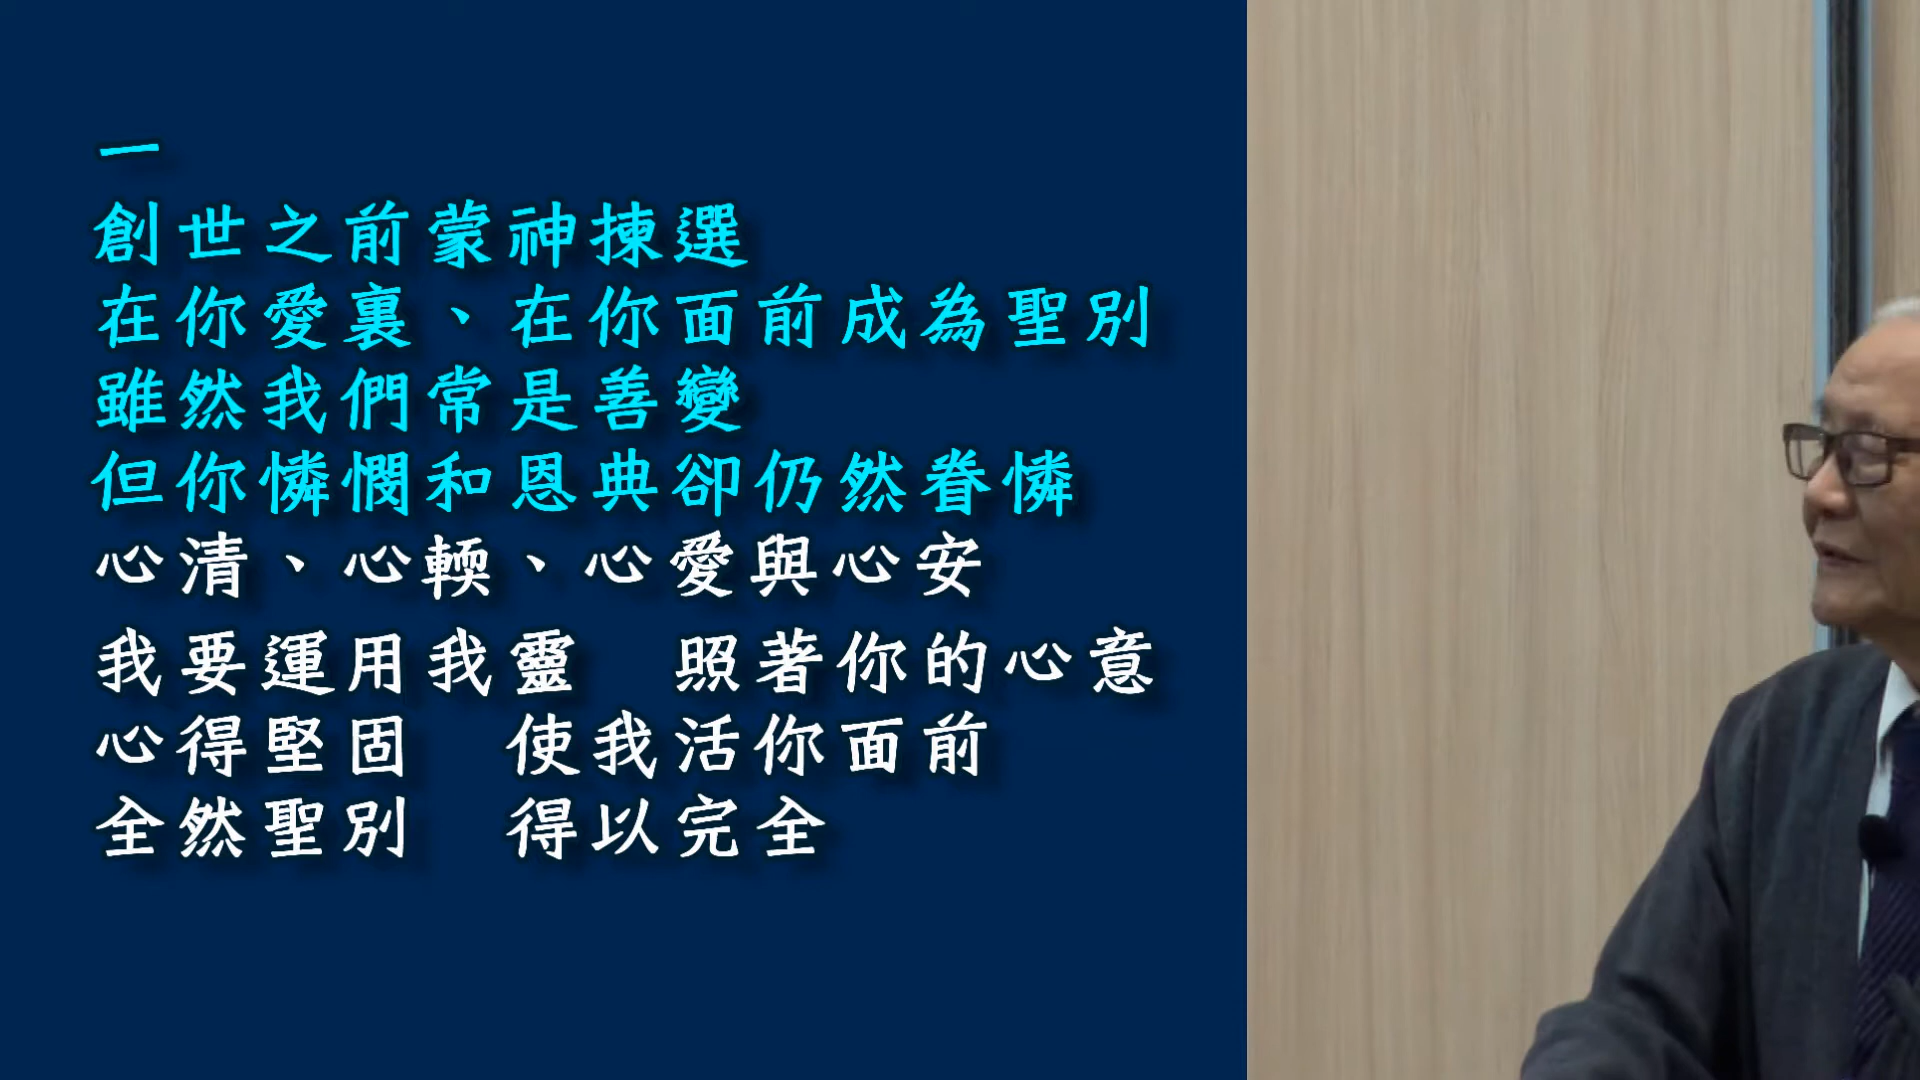 一
創世之前蒙神揀選
在你愛裏、在你面前成為聖別
雖然我們常是善變
但你憐憫和恩典卻仍然眷憐
心清、心輭、心愛與心安
我要運用我靈　照著你的心意
心得堅固　使我活你面前
全然聖別　得以完全